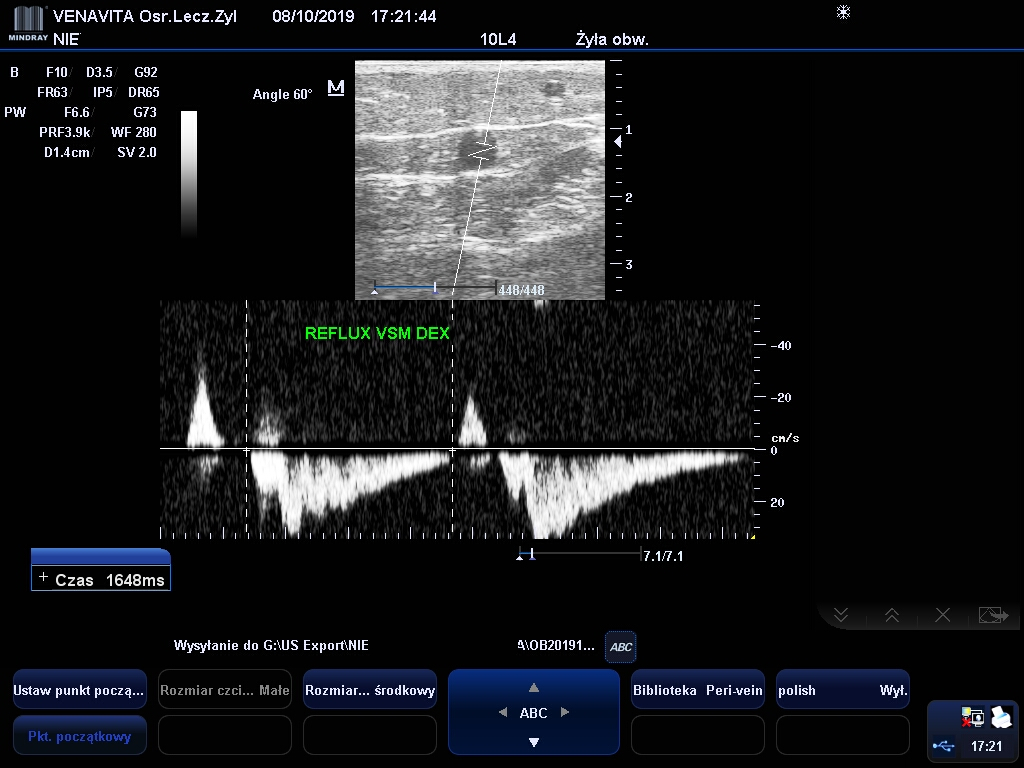 VENAVITA Osr.Lecz.Zyl 08/10/2019 17:21:44
MINDRAY NIE 10L4 Żyła obw.
B F10/ D3.5/ G92
FR63/ IP5/ DR65
PW F6.6/ G73
PRF3.9k/ WF 280
D1.4cm/ SV 2.0
Angle 60° M
1
2
3
448/448
REFLUX VSM DEX
-40
-20
cm/s
0
20
7.1/7.1
+ Czas 1648ms
Wysyłanie do G:\US Export\NIE A\OB20191... ABC
Ustaw punkt począ... Rozmiar czci... Małe Rozmiar... środkowy ABC Biblioteka Peri-vein polish Wył.
Pkt. początkowy
17:21